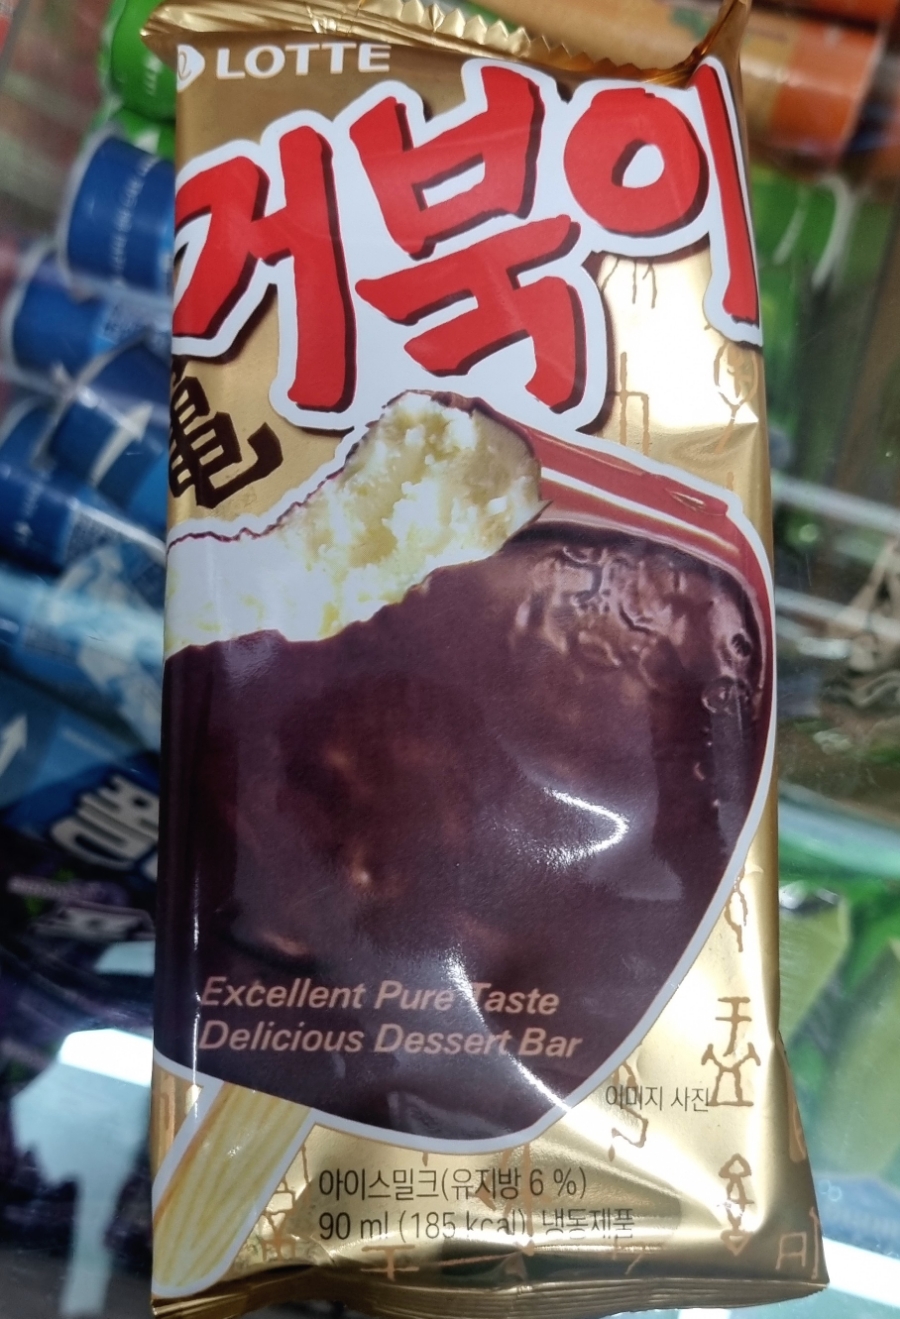 LOTTE
거북이
龜
Excellent Pure Taste
Delicious Dessert Bar
이미지 사진
아이스밀크(유지방 6 %)
90 ml (185 kcal) 냉동제품